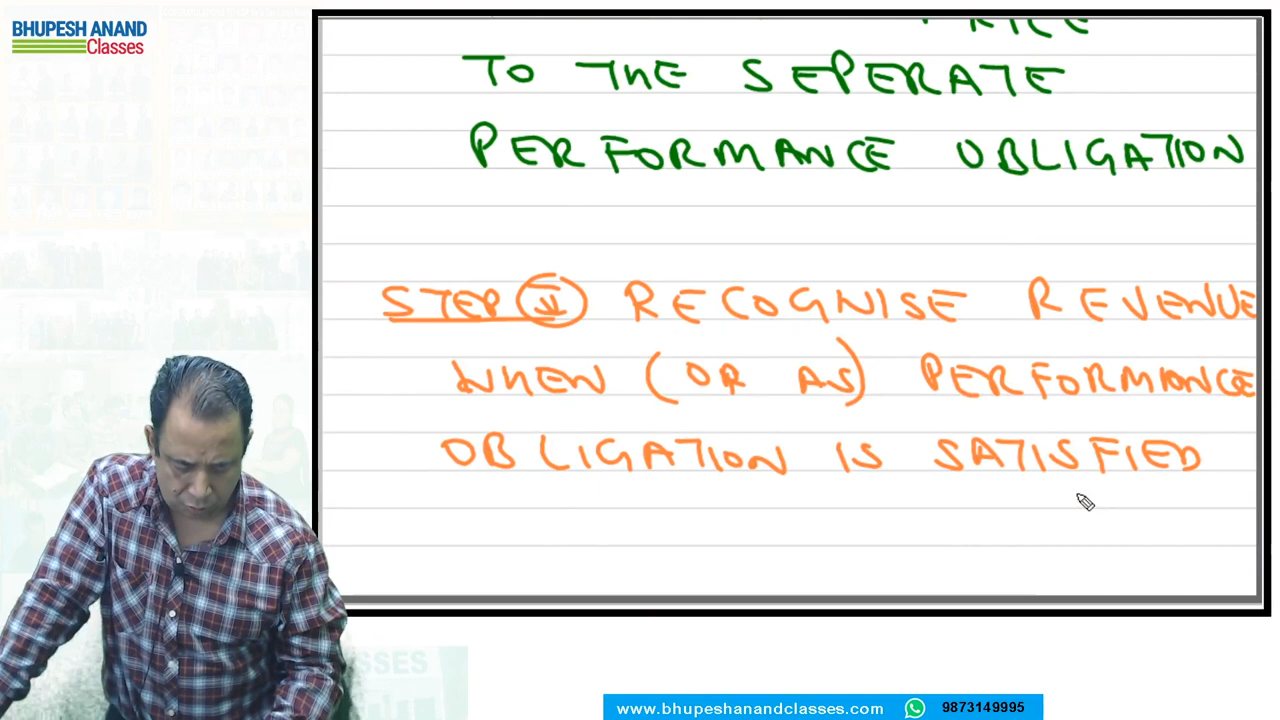 BHUPESH ANAND
Classes
TO THE SEPERATE
PERFORMANCE OBLIGATION
STEP V RECOGNISE REVENUE
WHEN (OR AS) PERFORMANCE
OBLIGATION IS SATISFIED
www.bhupeshanandclasses.com 9873149995